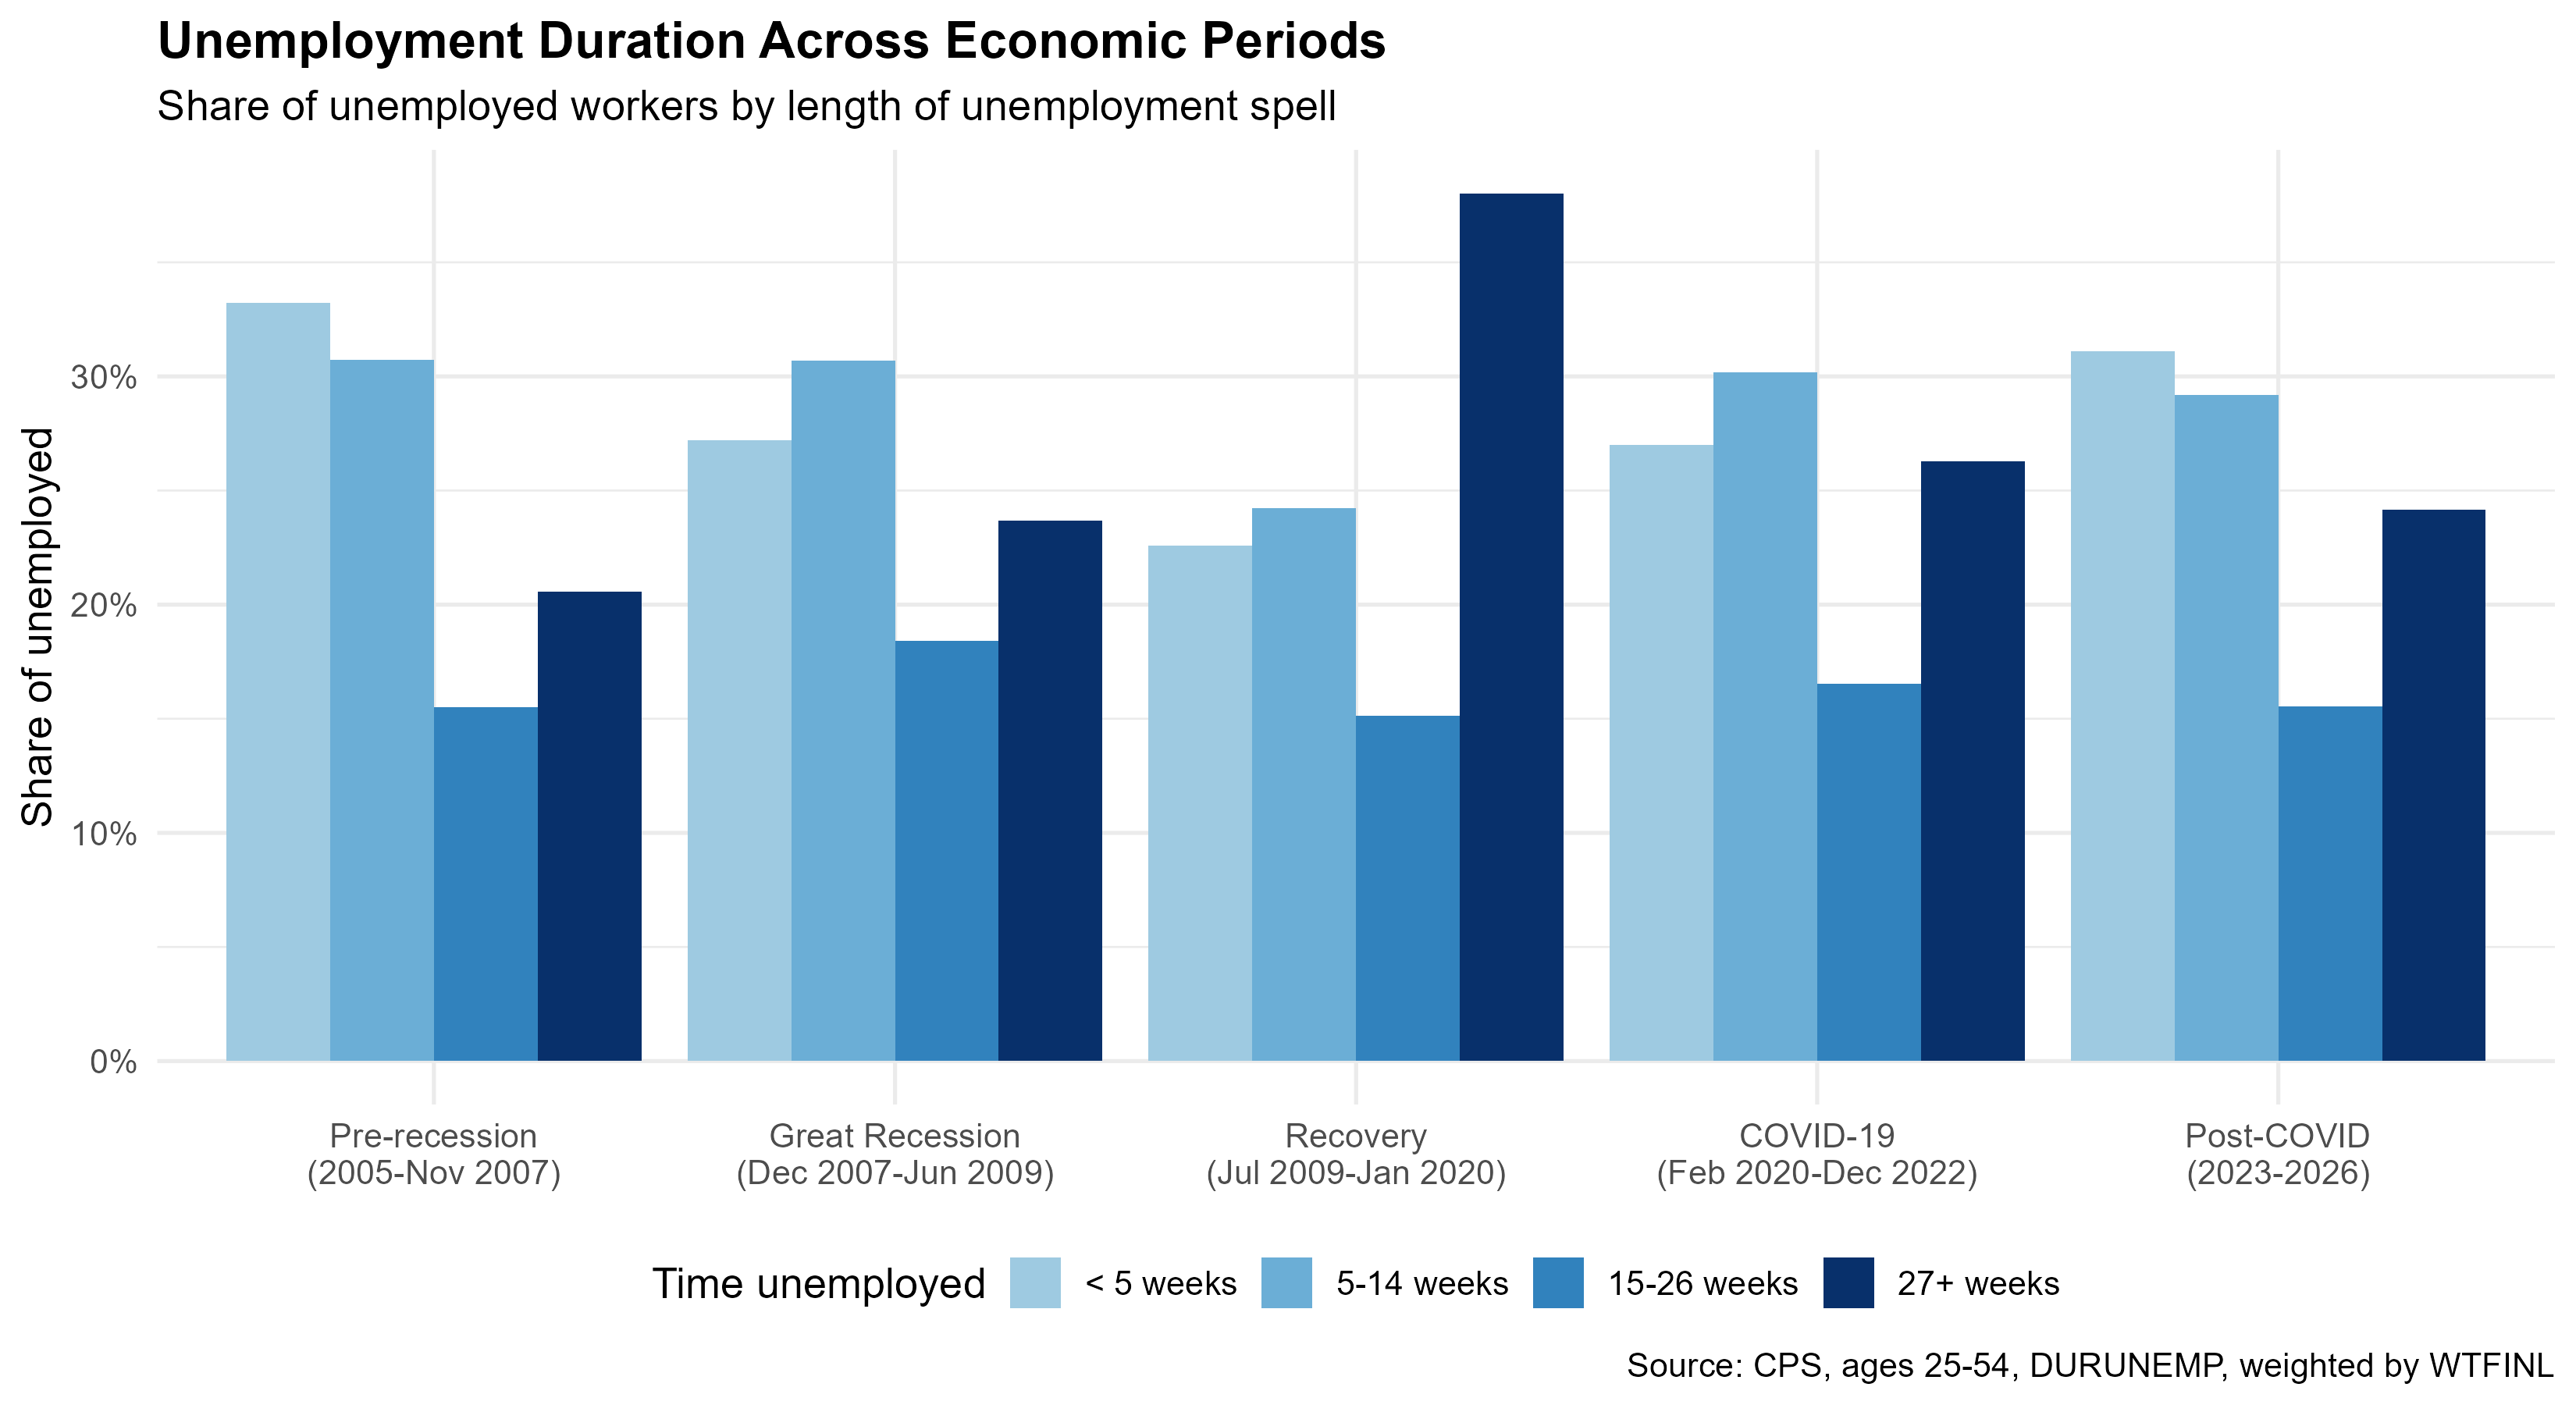 Unemployment Duration Across Economic Periods
Share of unemployed workers by length of unemployment spell
Share of unemployed
30%
20%
10%
0%
Pre-recession
(2005-Nov 2007)
Great Recession
(Dec 2007-Jun 2009)
Recovery
(Jul 2009-Jan 2020)
COVID-19
(Feb 2020-Dec 2022)
Post-COVID
(2023-2026)
Time unemployed
< 5 weeks
5-14 weeks
15-26 weeks
27+ weeks
Source: CPS, ages 25-54, DURUNEMP, weighted by WTFINL